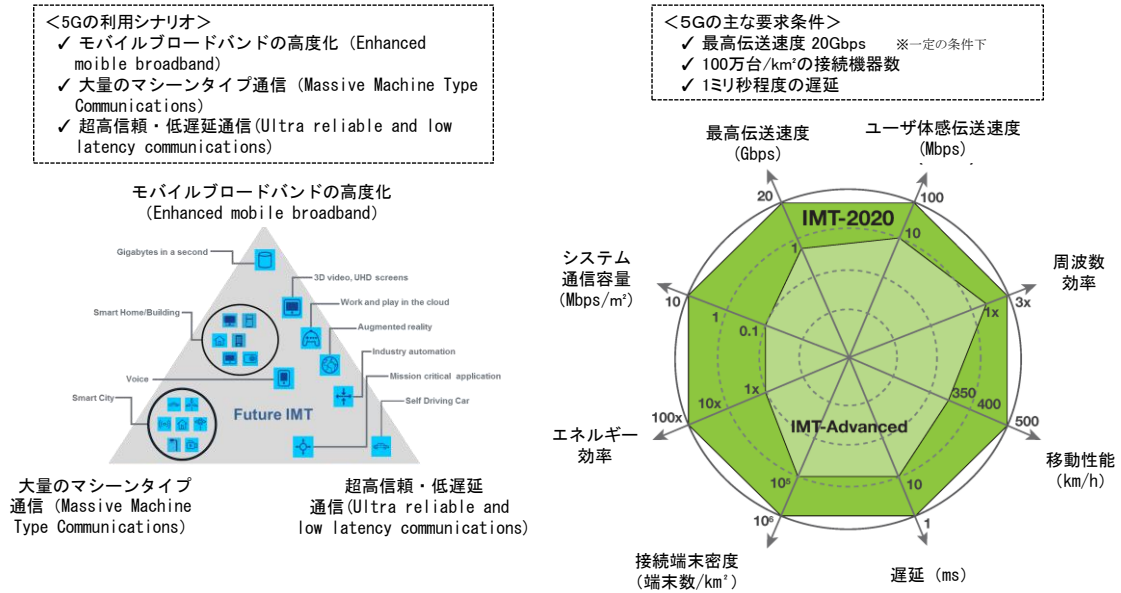 ＜5Gの利用シナリオ＞
✓ モバイルブロードバンドの高度化 (Enhanced
moible broadband)
✓ 大量のマシーンタイプ通信 (Massive Machine Type
Communications)
✓ 超高信頼・低遅延通信(Ultra reliable and low
latency communications)
モバイルブロードバンドの高度化
(Enhanced mobile broadband)
Gigabytes in a second
3D video, UHD screens
Smart Home/Building
Work and play in the cloud
Augmented reality
Industry automation
Voice
Mission critical application
Smart City
Self Driving Car
Future IMT
大量のマシーンタイプ
通信 (Massive Machine
Type Communications)
超高信頼・低遅延
通信(Ultra reliable and
low latency communications)
＜5Gの主な要求条件＞
✓ 最高伝送速度 20Gbps ※一定の条件下
✓ 100万台/km²の接続機器数
✓ 1ミリ秒程度の遅延
最高伝送速度
(Gbps)
ユーザ体感伝送速度
(Mbps)
20
100
IMT-2020
1
10
システム
通信容量
(Mbps/㎡)
周波数
効率
10
1
0.1
1x
3x
エネルギー
効率
100x
10x
1x
350
400
500
IMT-Advanced
移動性能
(km/h)
10⁵
10
10⁶
1
接続端末密度
(端末数/km²)
遅延 (ms)